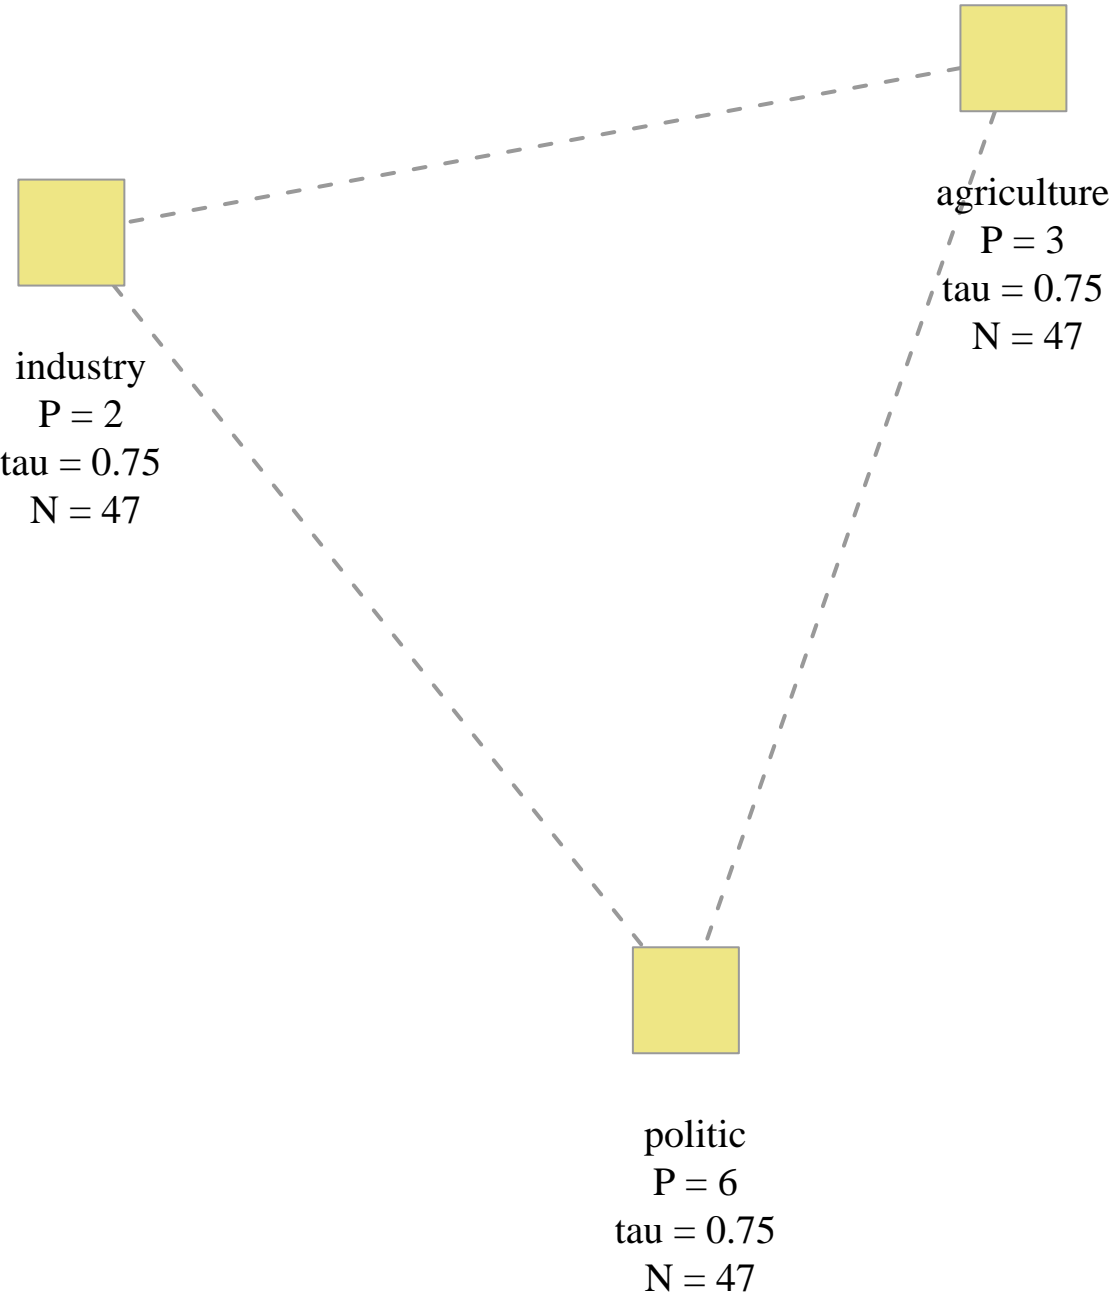 agriculture
P = 3
tau = 0.75
N = 47
industry
P = 2
tau = 0.75
N = 47
politic
P = 6
tau = 0.75
N = 47